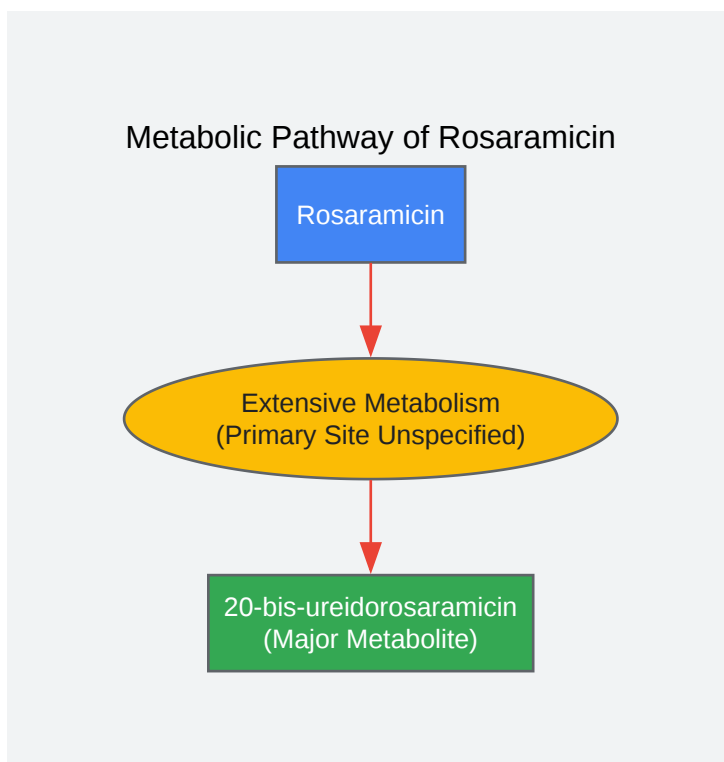 Metabolic Pathway of Rosaramicin
Rosaramicin
Extensive Metabolism
(Primary Site Unspecified)
20-bis-ureidorosaramicin
(Major Metabolite)